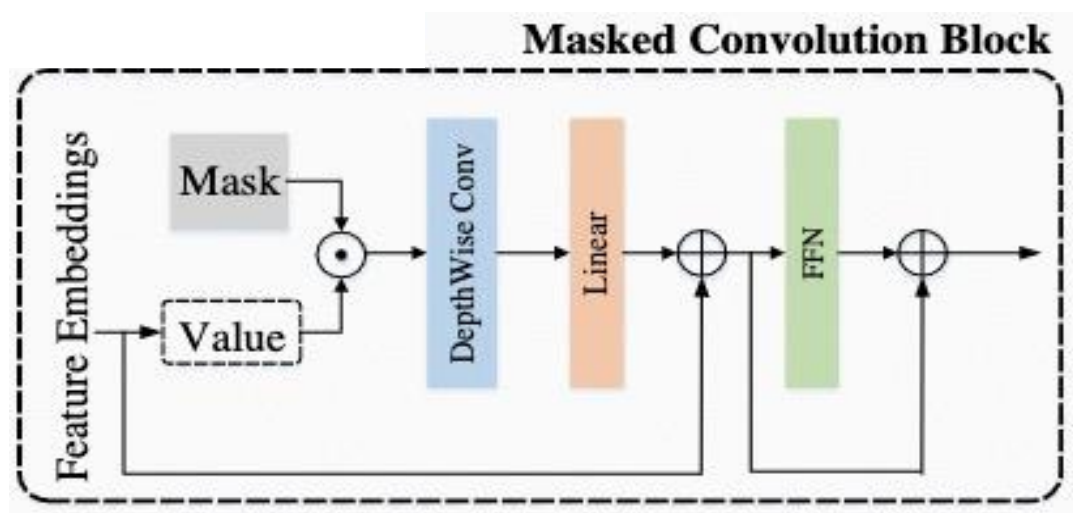 Masked Convolution Block
Feature Embeddings
Mask
Value
DepthWise Conv
Linear
FFN